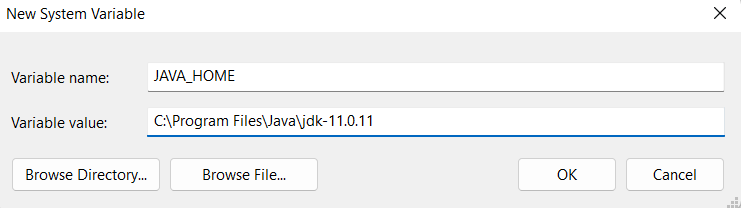 New System Variable
Variable name: JAVA_HOME
Variable value: C:\Program Files\Java\jdk-11.0.11
Browse Directory... Browse File... OK Cancel